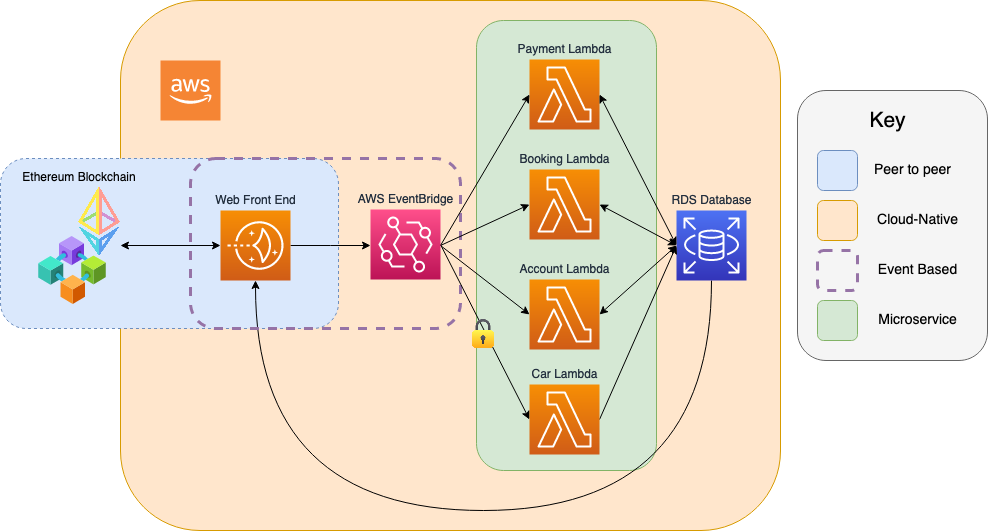 Payment Lambda
aws
Booking Lambda
Ethereum Blockchain
Web Front End
AWS EventBridge
RDS Database
Account Lambda
Car Lambda
Key
Peer to peer
Cloud-Native
Event Based
Microservice